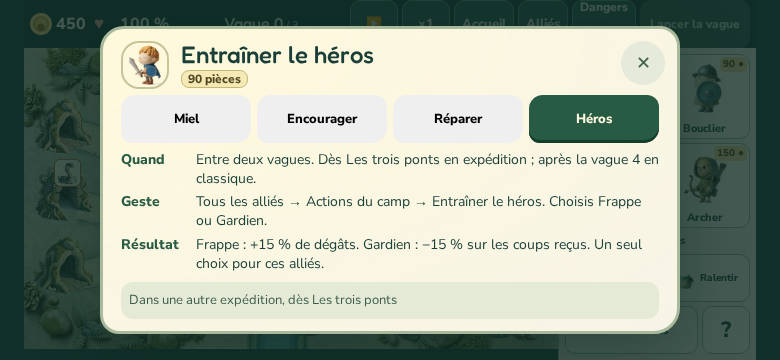 450 ♥ 100 % Vague 0 / 3 ×1 Accueil Alliés Dangers Lancer la vague
Entraîner le héros
90 pièces
×
Miel Encourager Réparer Héros
Quand Entre deux vagues. Dès Les trois ponts en expédition ; après la vague 4 en
classique.
Geste Tous les alliés → Actions du camp → Entraîner le héros. Choisis Frappe
ou Gardien.
Résultat Frappe : +15 % de dégâts. Gardien : −15 % sur les coups reçus. Un seul
choix pour ces alliés.
Dans une autre expédition, dès Les trois ponts
90
Bouclier
150
Archer
Ralentir
?